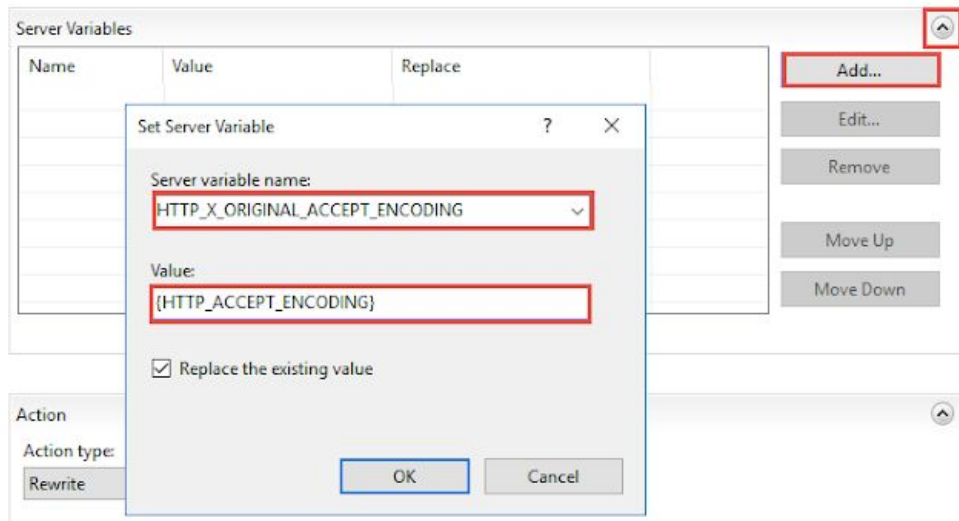 Server Variables
Name Value Replace
Add...
Set Server Variable ?
Edit...
Server variable name:
Remove
HTTP_X_ORIGINAL_ACCEPT_ENCODING
Move Up
Value:
Move Down
{HTTP_ACCEPT_ENCODING}
Replace the existing value
Action
Action type:
OK Cancel
Rewrite